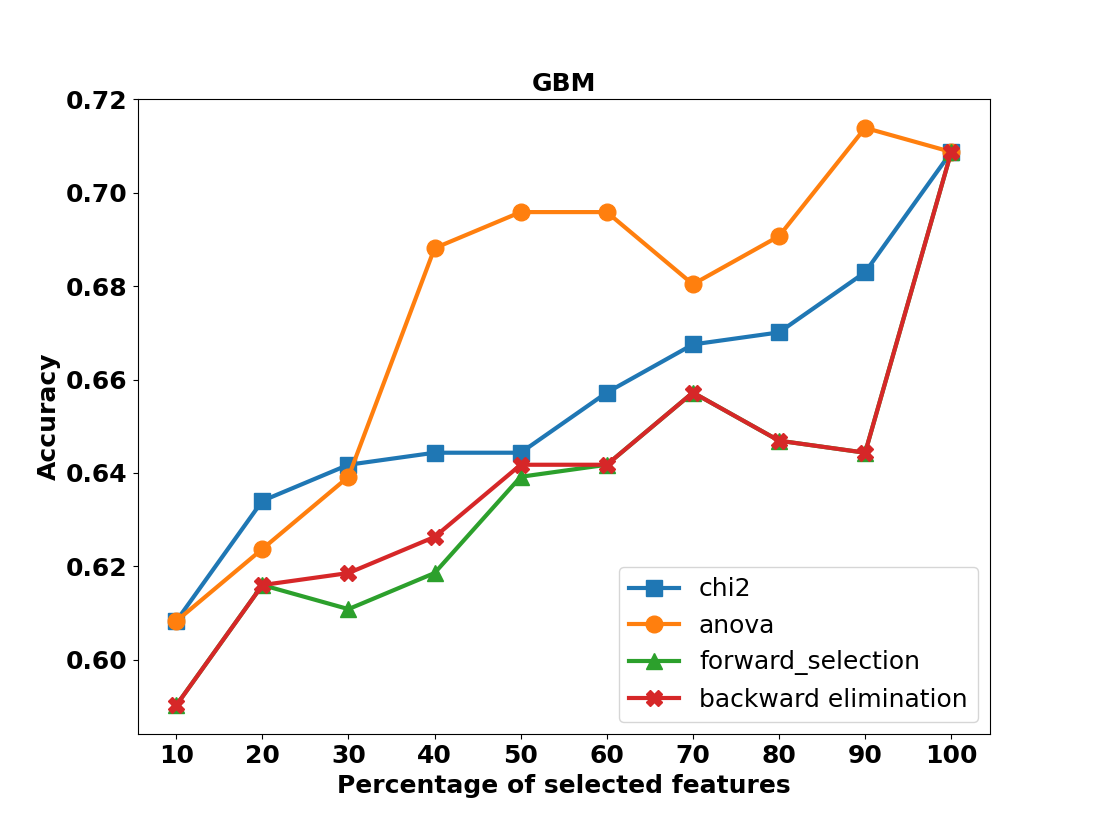 GBM
0.72
0.70
0.68
0.66
0.64
0.62
0.60
Accuracy
10 20 30 40 50 60 70 80 90 100
Percentage of selected features
chi2
anova
forward_selection
backward elimination